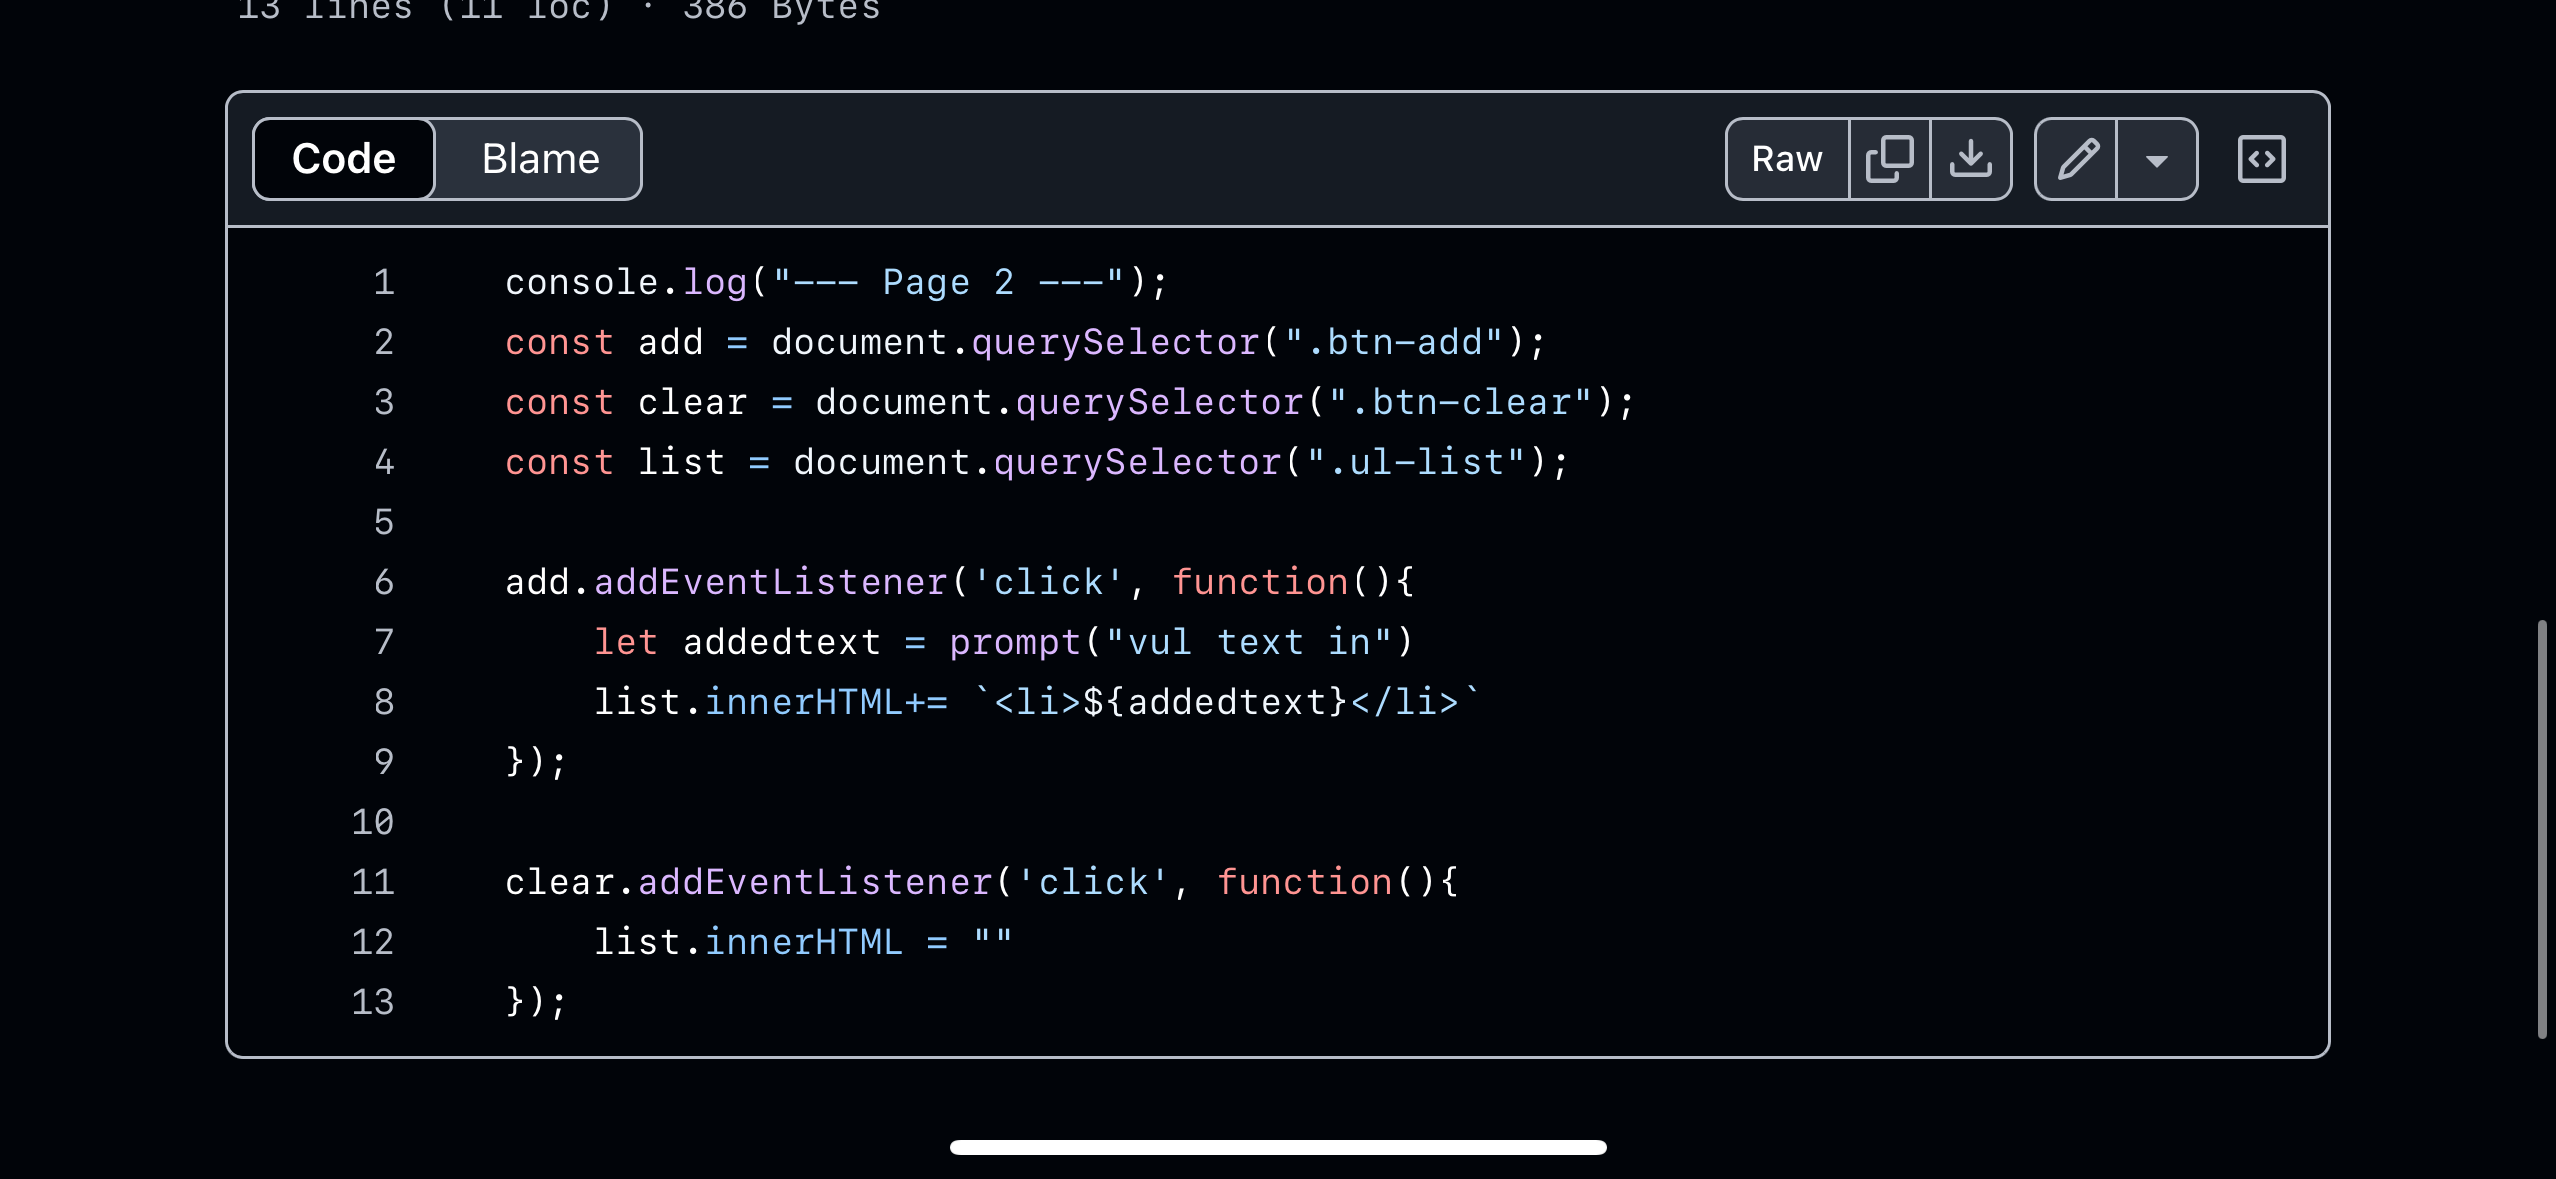 13 lines (11 loc) · 386 Bytes
Code Blame Raw
1 console.log("--- Page 2 ---");
2 const add = document.querySelector(".btn-add");
3 const clear = document.querySelector(".btn-clear");
4 const list = document.querySelector(".ul-list");
5
6 add.addEventListener('click', function(){
7     let addedtext = prompt("vul text in")
8     list.innerHTML+= `<li>${addedtext}</li>`
9 });
10
11 clear.addEventListener('click', function(){
12     list.innerHTML = ""
13 });